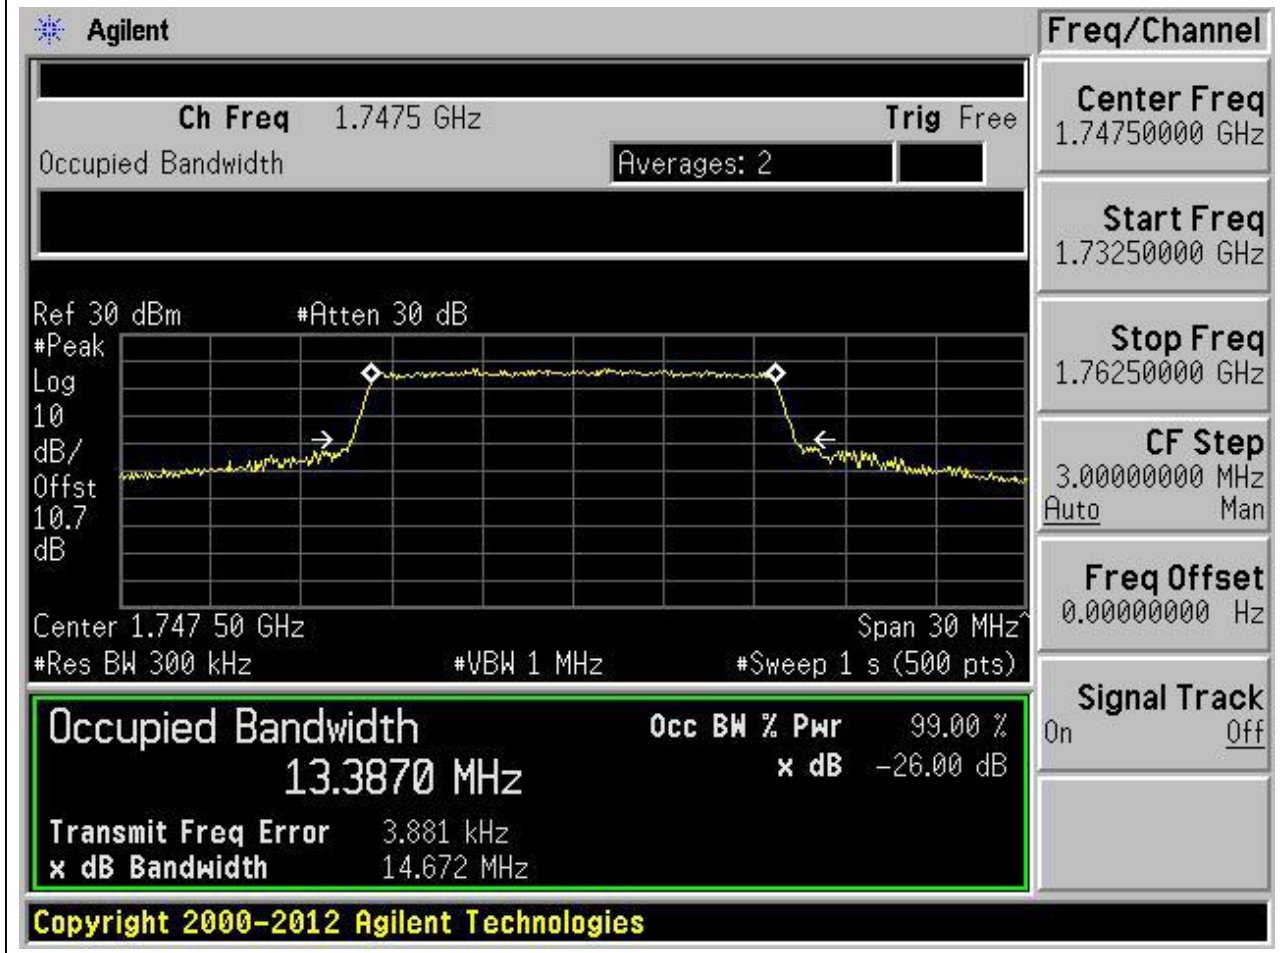 Agilent
Freq/Channel
Ch Freq 1.7475 GHz Trig Free
Occupied Bandwidth Averages: 2
Ref 30 dBm #Atten 30 dB
#Peak
Log
10
dB/
Offst
10.7
dB
Center 1.747 50 GHz Span 30 MHz^
#Res BW 300 kHz #VBW 1 MHz #Sweep 1 s (500 pts)
Occupied Bandwidth
13.3870 MHz
Occ BW % Pwr 99.00 %
x dB -26.00 dB
Transmit Freq Error 3.881 kHz
x dB Bandwidth 14.672 MHz
Center Freq
1.74750000 GHz
Start Freq
1.73250000 GHz
Stop Freq
1.76250000 GHz
CF Step
3.00000000 MHz
Auto Man
Freq Offset
0.00000000 Hz
Signal Track
On Off
Copyright 2000-2012 Agilent Technologies